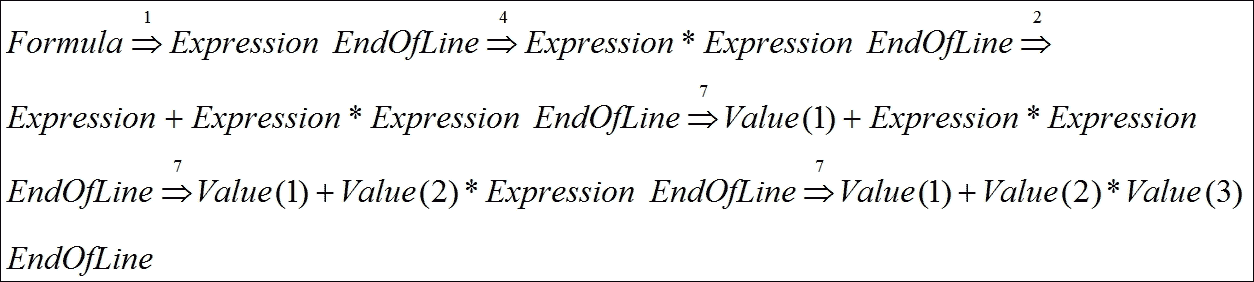 Formula ⇒¹ Expression EndOfLine ⇒⁴ Expression * Expression EndOfLine ⇒²
Expression + Expression * Expression EndOfLine ⇒⁷ Value(1) + Expression * Expression
EndOfLine ⇒⁷ Value(1) + Value(2) * Expression EndOfLine ⇒⁷ Value(1) + Value(2) * Value(3)
EndOfLine